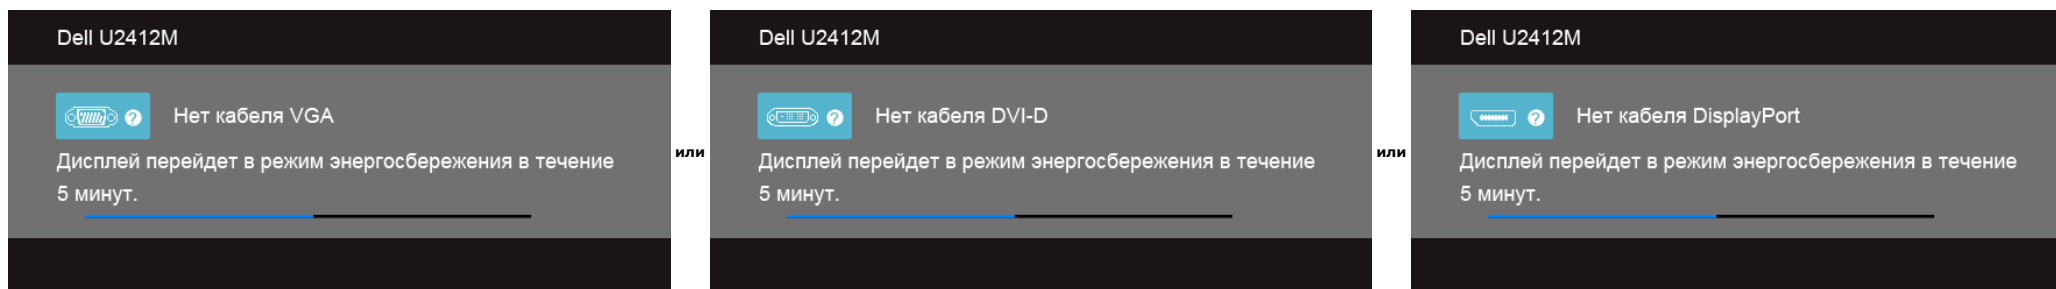 Dell U2412M
Нет кабеля VGA
Дисплей перейдет в режим энергосбережения в течение
5 минут.
или
Dell U2412M
Нет кабеля DVI-D
Дисплей перейдет в режим энергосбережения в течение
5 минут.
или
Dell U2412M
Нет кабеля DisplayPort
Дисплей перейдет в режим энергосбережения в течение
5 минут.